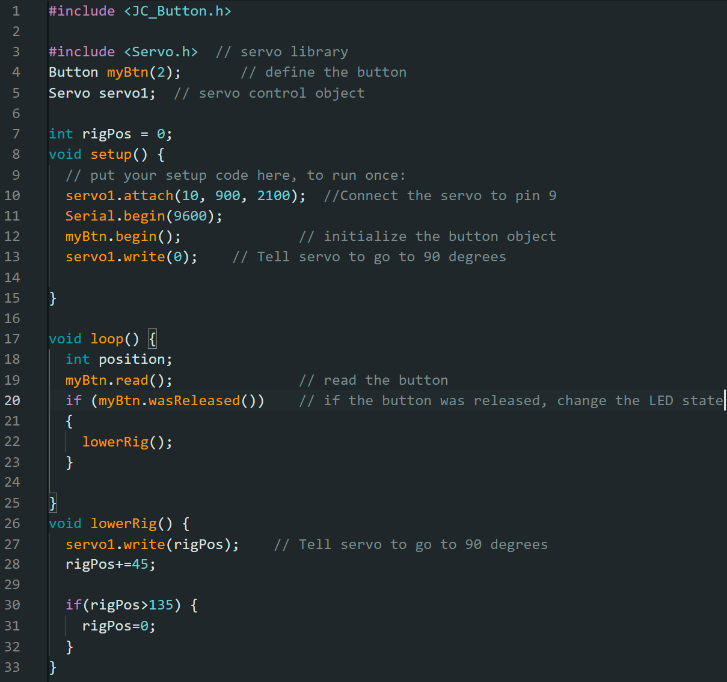 1 #include <JC_Button.h>
2
3 #include <Servo.h>  // servo library
4 Button myBtn(2);       // define the button
5 Servo servo1;  // servo control object
6
7 int rigPos = 0;
8 void setup() {
9   // put your setup code here, to run once:
10   servo1.attach(10, 900, 2100);  //Connect the servo to pin 9
11   Serial.begin(9600);
12   myBtn.begin();              // initialize the button object
13   servo1.write(0);    // Tell servo to go to 90 degrees
14
15 }
16
17 void loop() {
18   int position;
19   myBtn.read();               // read the button
20   if (myBtn.wasReleased())    // if the button was released, change the LED state
21   {
22     lowerRig();
23   }
24
25 }
26 void lowerRig() {
27   servo1.write(rigPos);    // Tell servo to go to 90 degrees
28   rigPos+=45;
29
30   if(rigPos>135) {
31     rigPos=0;
32   }
33 }